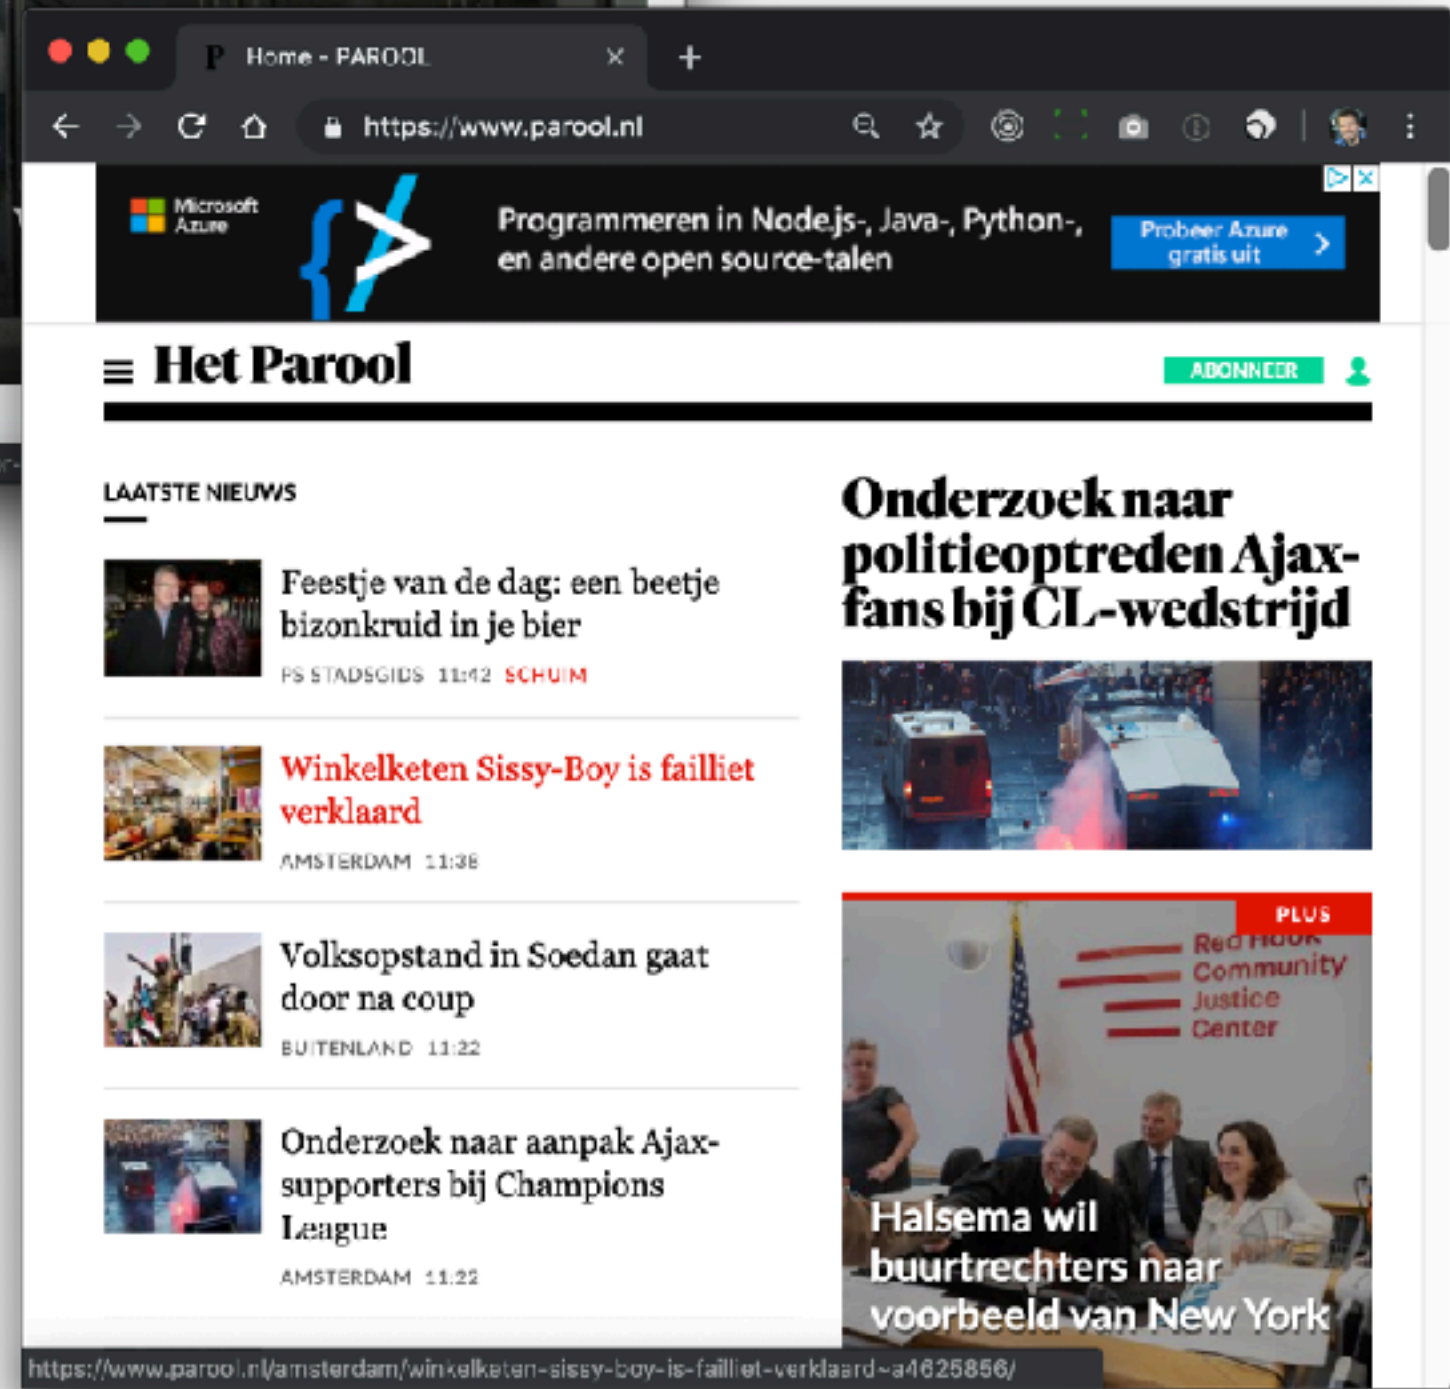 Home - PAROOL
https://www.parool.nl
Microsoft
Azure
Programmeren in Node.js-, Java-, Python-,
en andere open source-talen
Probeer Azure
gratis uit
Het Parool
ABONNEER
LAATSTE NIEUWS
Feestje van de dag: een beetje
bizonkruid in je bier
PS STADSGIDS 11:42 SCHUIM
Winkelketen Sissy-Boy is failliet
verklaard
AMSTERDAM 11:38
Volksopstand in Soedan gaat
door na coup
BUITENLAND 11:22
Onderzoek naar aanpak Ajax-
supporters bij Champions
League
AMSTERDAM 11:22
Onderzoek naar
politieoptreden Ajax-
fans bij CL-wedstrijd
PLUS
Red Hook
Community
Justice
Center
Halsema wil
buurtrechters naar
voorbeeld van New York
https://www.parool.nl/amsterdam/winkelketen-sissy-boy-is-failliet-verklaard~a4625856/